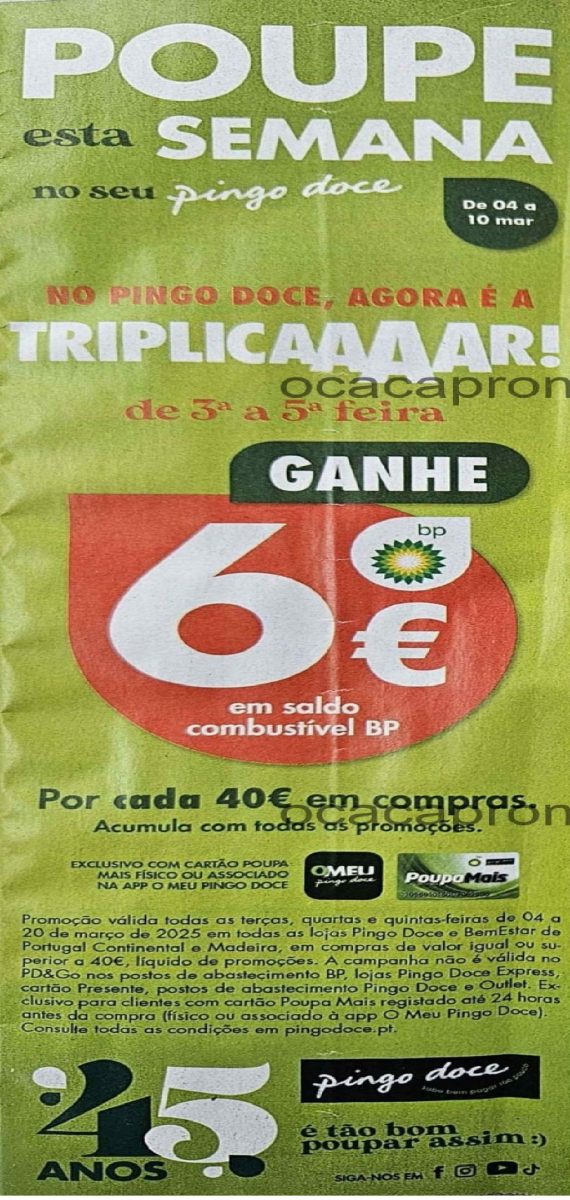 POUPE
esta SEMANA
no seu pingo doce
De 04 a
10 mar
NO PINGO DOCE, AGORA É A
TRIPLICAAAAAR!
ocacapron
de 3ª a 5ª feira
GANHE
6€
bp
em saldo
combustível BP
Por cada 40€ em compras.
ocacapron
Acumula com todas as promoções.
EXCLUSIVO COM CARTÃO POUPA
MAIS FÍSICO OU ASSOCIADO
NA APP O MEU PINGO DOCE
O MEU
pingo doce
PoupaMais
Promoção válida todas as terças, quartas e quintas-feiras de 04 a
20 de março de 2025 em todas as lojas Pingo Doce e BemEstar de
Portugal Continental e Madeira, em compras de valor igual ou su-
perior a 40€, líquido de promoções. A campanha não é válida no
PD&Go nos postos de abastecimento BP, lojas Pingo Doce Express,
cartão Presente, postos de abastecimento Pingo Doce e Outlet. Ex-
clusivo para clientes com cartão Poupa Mais registado até 24 horas
antes da compra (físico ou associado à app O Meu Pingo Doce).
Consulte todas as condições em pingodoce.pt.
45
ANOS
pingo doce
sabe bem pagar tão pouco
é tão bom
poupar assim :)
SIGA-NOS EM